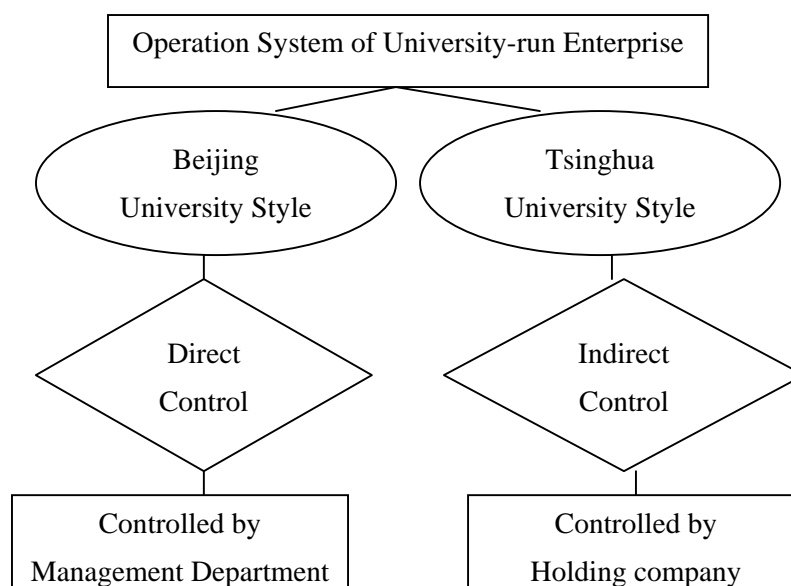 Operation System of University-run Enterprise
Beijing
University Style
Tsinghua
University Style
Direct
Control
Indirect
Control
Controlled by
Management Department
Controlled by
Holding company